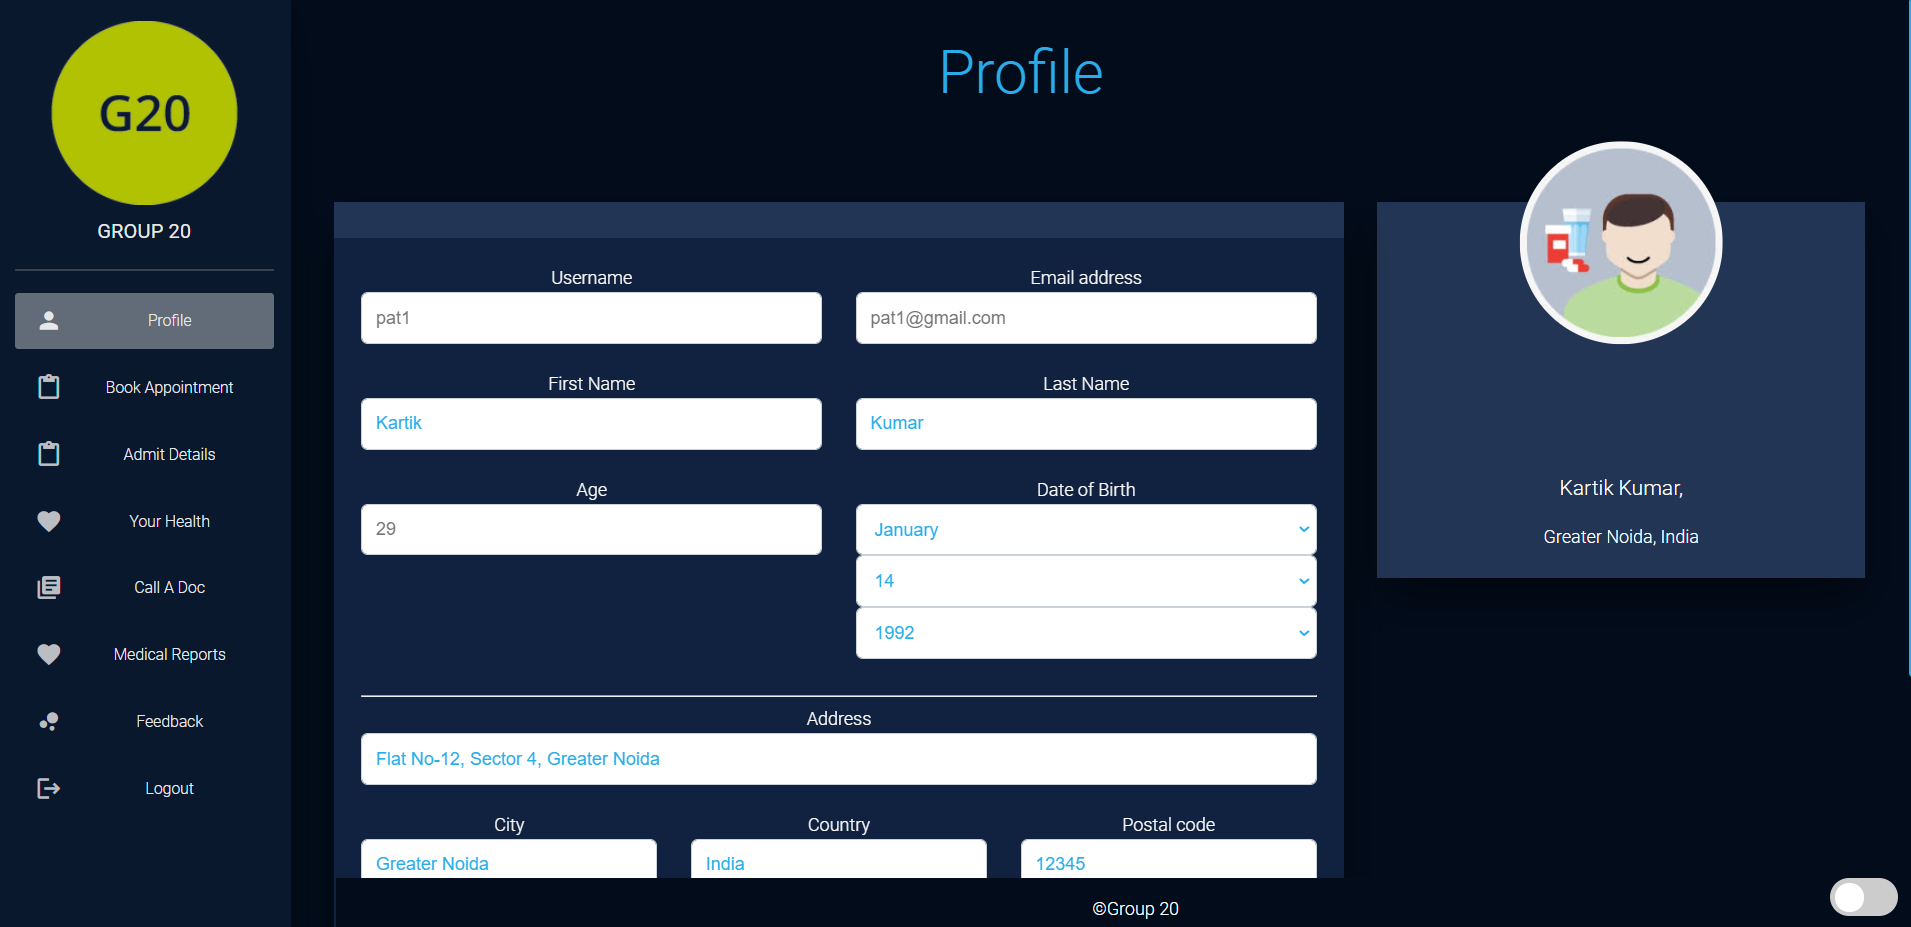 G20
GROUP 20
Profile
Book Appointment
Admit Details
Your Health
Call A Doc
Medical Reports
Feedback
Logout
Profile
Username Email address
pat1 pat1@gmail.com
First Name Last Name
Kartik Kumar
Age Date of Birth
29 January
14
1992
Address
Flat No-12, Sector 4, Greater Noida
City Country Postal code
Greater Noida India 12345
Kartik Kumar,
Greater Noida, India
©Group 20